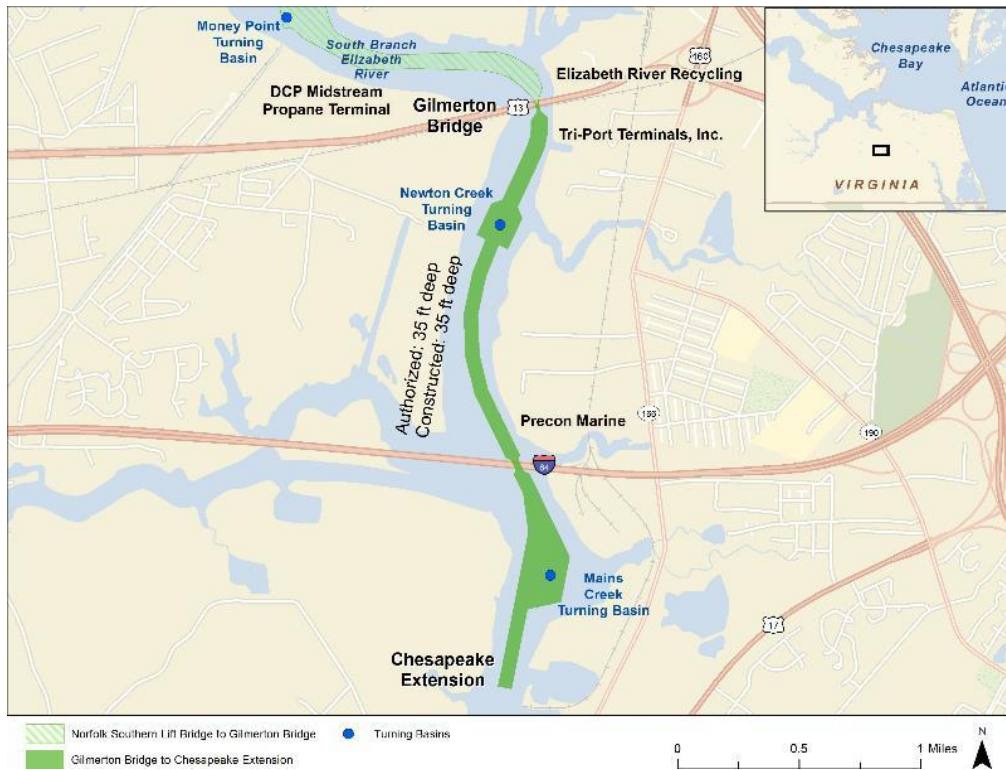 Money Point
Turning
Basin
South Branch
Elizabeth
River
DCP Midstream
Propane Terminal
Gilmerton
Bridge
13
Elizabeth River Recycling
Tri-Port Terminals, Inc.
Chesapeake
Bay
Atlantic
Ocean
VIRGINIA
Newton Creek
Turning
Basin
Authorized: 35 ft deep
Constructed: 35 ft deep
Precon Marine
166
190
64
Mains
Creek
Turning Basin
17
Chesapeake
Extension
Norfolk Southern Lift Bridge to Gilmerton Bridge
Turning Basins
Gilmerton Bridge to Chesapeake Extension
0 0.5 1 Miles
N